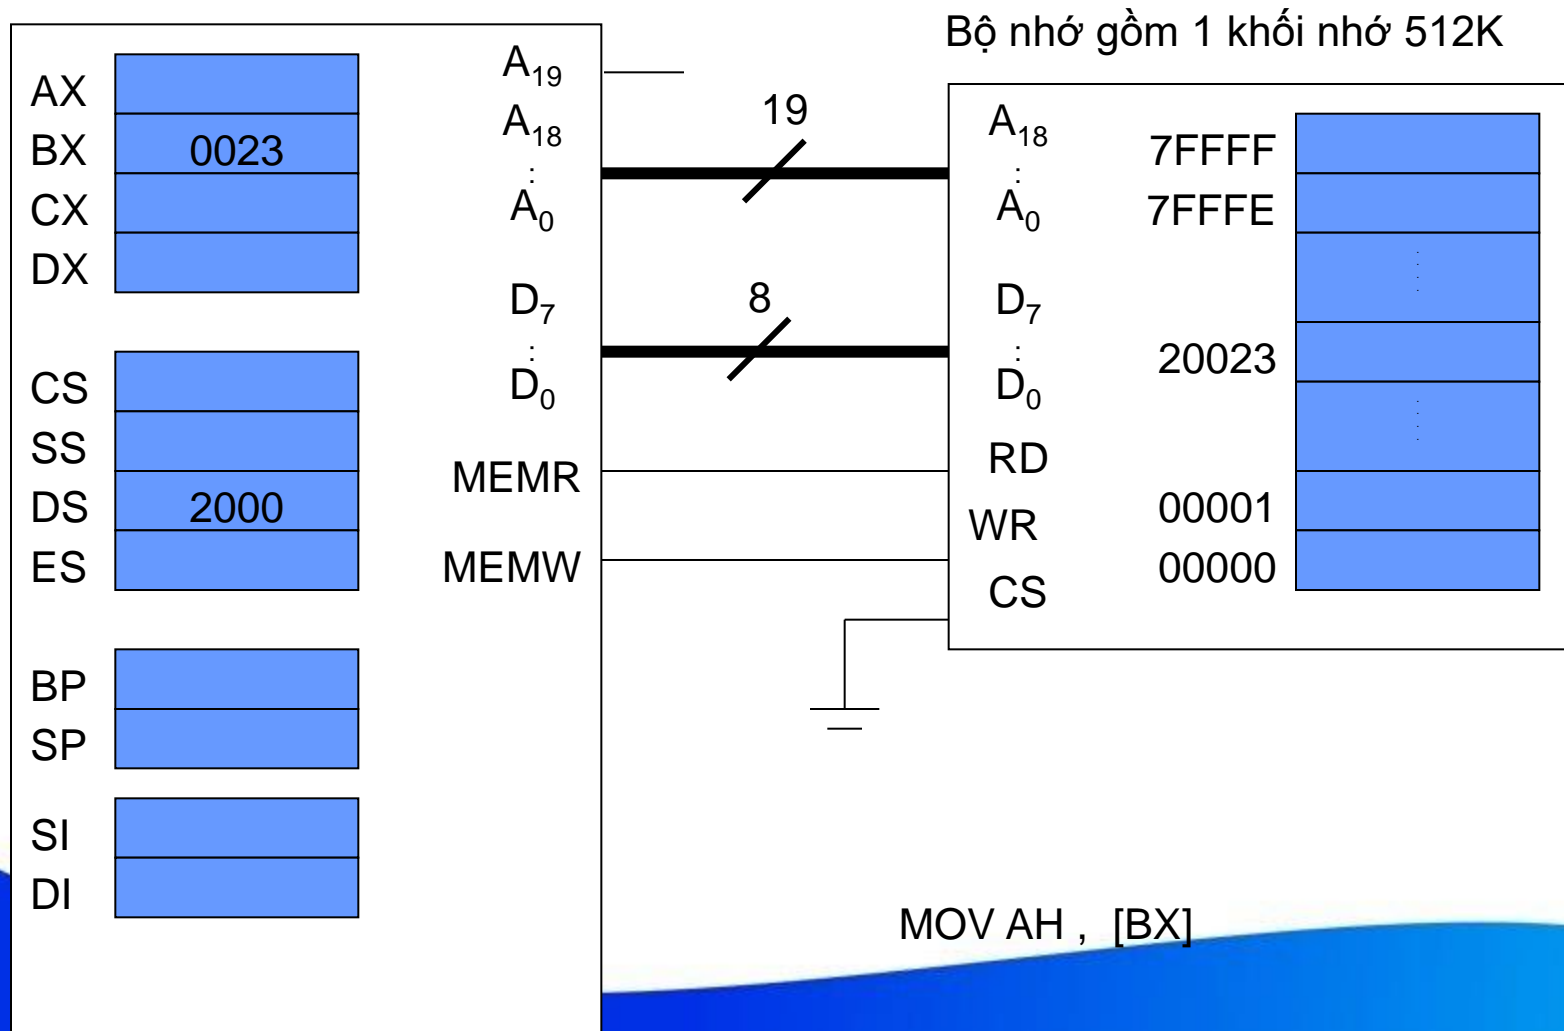 Bộ nhớ gồm 1 khối nhớ 512K
AX
BX 0023
CX
DX
CS
SS
DS 2000
ES
BP
SP
SI
DI
A19
A18
:
A0
D7
:
D0
MEMR
MEMW
19
8
A18
:
A0
D7
:
D0
RD
WR
CS
7FFFF
7FFFE
20023
00001
00000
MOV AH , [BX]